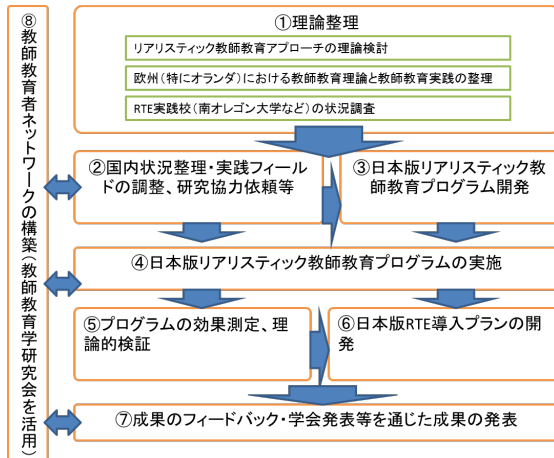 ⑧教師教育者ネットワークの構築(教師教育学研究会を活用)
①理論整理
リアリスティック教師教育アプローチの理論検討
欧州(特にオランダ)における教師教育理論と教師教育実践の整理
RTE実践校(南オレゴン大学など)の状況調査
②国内状況整理・実践フィール
ドの調整、研究協力依頼等
③日本版リアリスティック教
師教育プログラム開発
④日本版リアリスティック教師教育プログラムの実施
⑤プログラムの効果測定、理
論的検証
⑥日本版RTE導入プランの開
発
⑦成果のフィードバック・学会発表等を通じた成果の発表